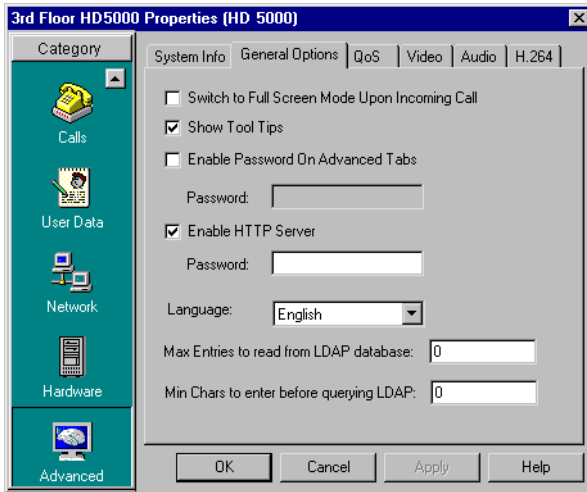 3rd Floor HD5000 Properties (HD 5000)
Category
Calls
User Data
Network
Hardware
Advanced
System Info
General Options
QoS
Video
Audio
H.264
Switch to Full Screen Mode Upon Incoming Call
Show Tool Tips
Enable Password On Advanced Tabs
Password:
Enable HTTP Server
Password:
Language: English
Max Entries to read from LDAP database: 0
Min Chars to enter before querying LDAP: 0
OK
Cancel
Apply
Help